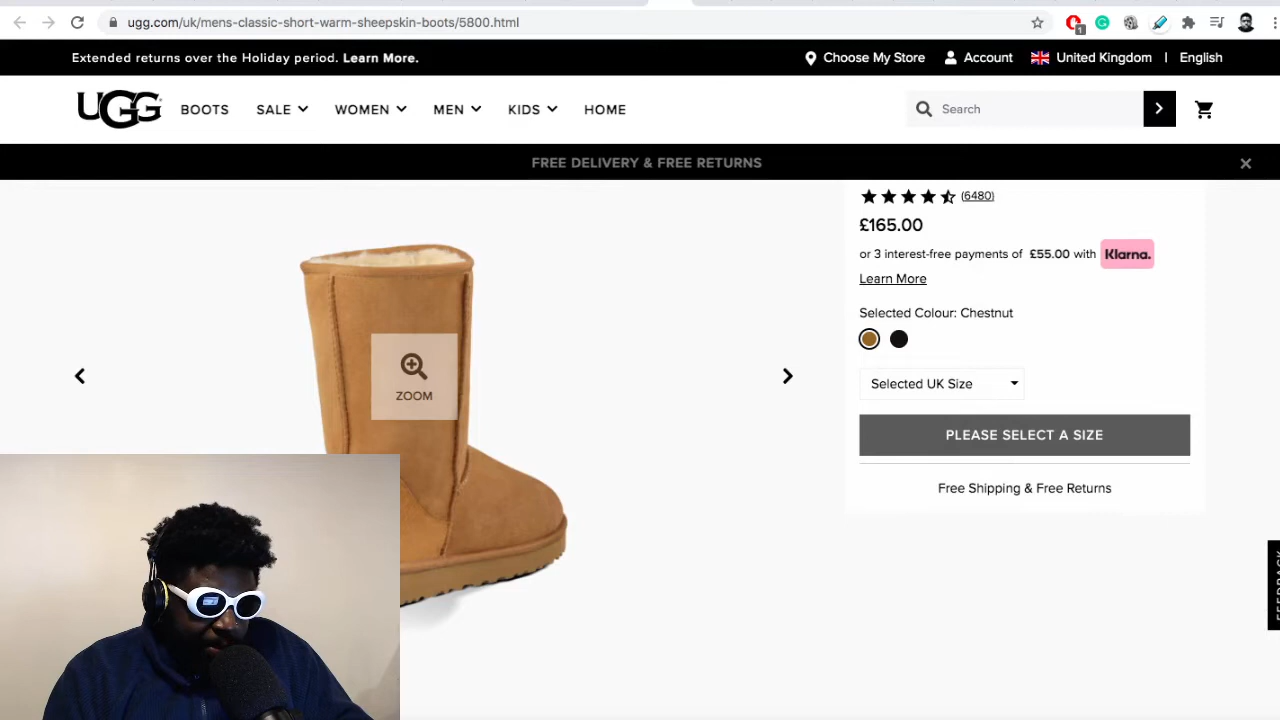 ugg.com/uk/mens-classic-short-warm-sheepskin-boots/5800.html
1
Extended returns over the Holiday period. Learn More.
Choose My Store Account United Kingdom | English
UGG BOOTS SALE WOMEN MEN KIDS HOME
Search
FREE DELIVERY & FREE RETURNS
(6480)
£165.00
or 3 interest-free payments of £55.00 with Klarna.
Learn More
Selected Colour: Chestnut
ZOOM
Selected UK Size
PLEASE SELECT A SIZE
Free Shipping & Free Returns
FEEDBACK